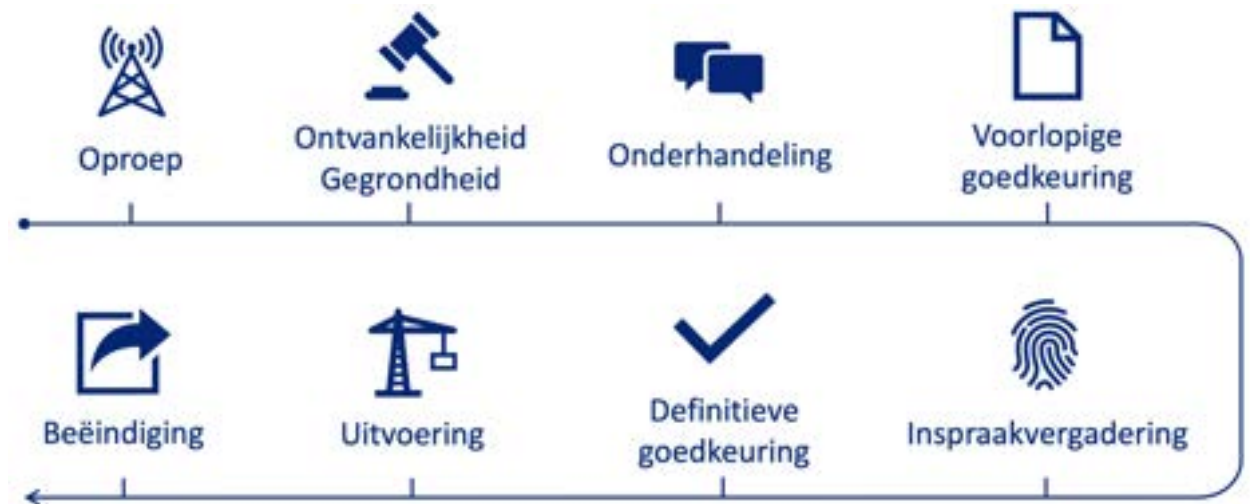 Oproep
Ontvankelijkheid
Gegrondheid
Onderhandeling
Voorlopige
goedkeuring
Beëindiging
Uitvoering
Definitieve
goedkeuring
Inspraakvergadering